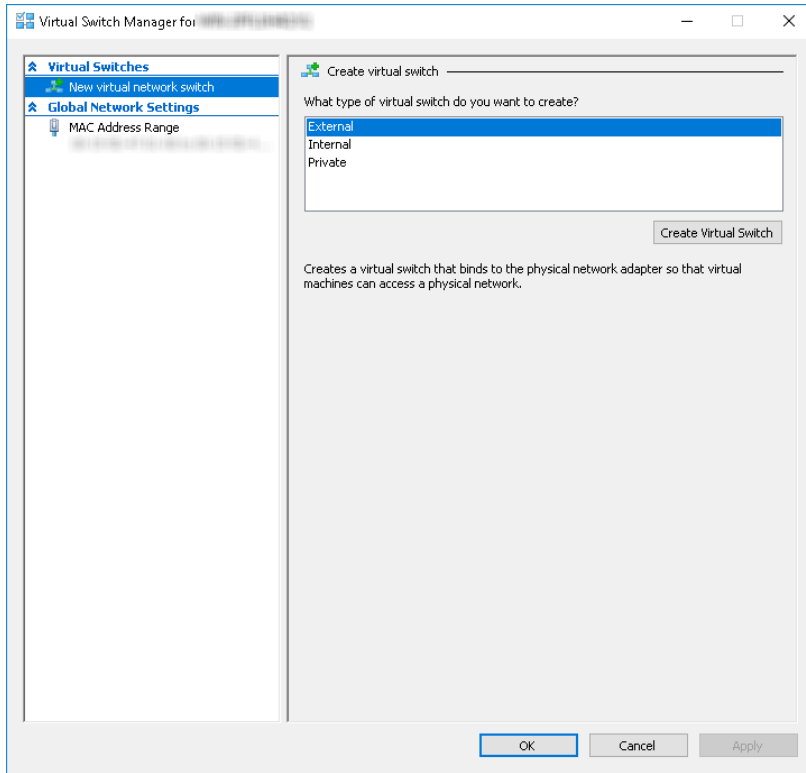 Virtual Switch Manager for
Virtual Switches
New virtual network switch
Global Network Settings
MAC Address Range
Create virtual switch
What type of virtual switch do you want to create?
External
Internal
Private
Create Virtual Switch
Creates a virtual switch that binds to the physical network adapter so that virtual
machines can access a physical network.
OK
Cancel
Apply